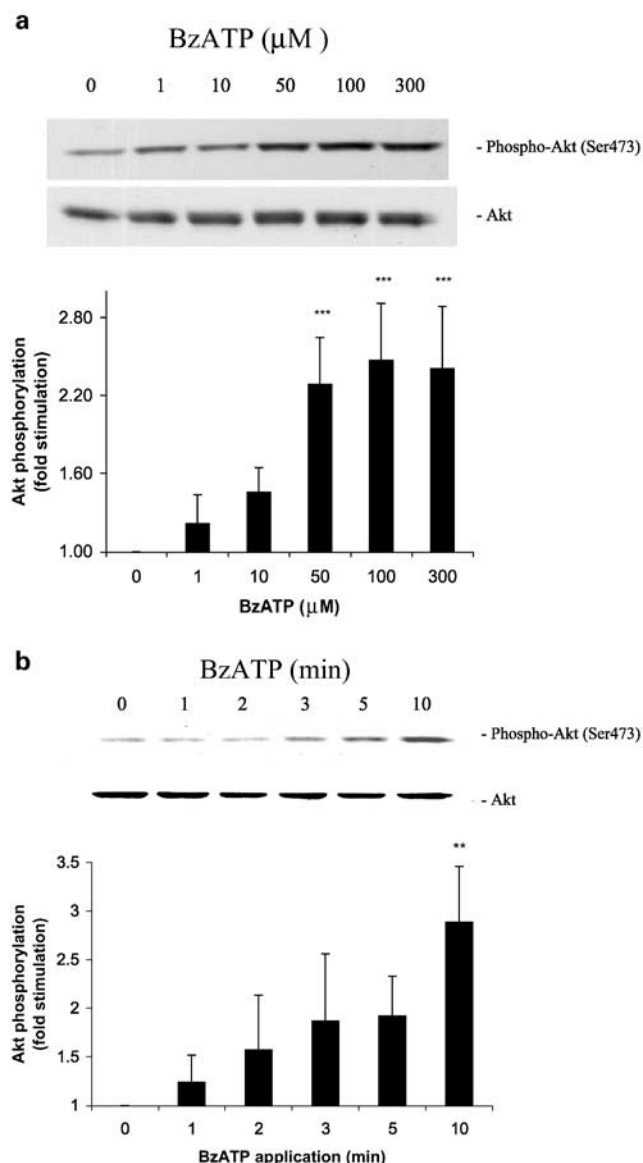 a
BzATP (μM )
0 1 10 50 100 300
- Phospho-Akt (Ser473)
- Akt
Akt phosphorylation
(fold stimulation)
2.80
2.20
1.60
1.00
*** *** ***
0 1 10 50 100 300
BzATP (μM)
b
BzATP (min)
0 1 2 3 5 10
- Phospho-Akt (Ser473)
- Akt
Akt phosphorylation
(fold stimulation)
3.5
3
2.5
2
1.5
1
**
0 1 2 3 5 10
BzATP application (min)